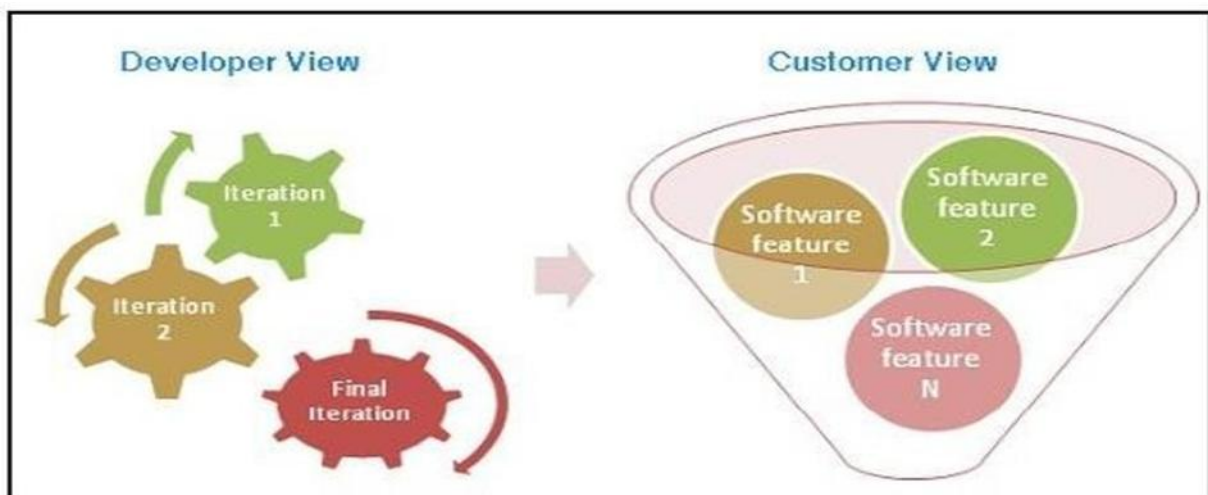 Developer View
Iteration
1
Iteration
2
Final
Iteration
Customer View
Software
feature
1
Software
feature
2
Software
feature
N